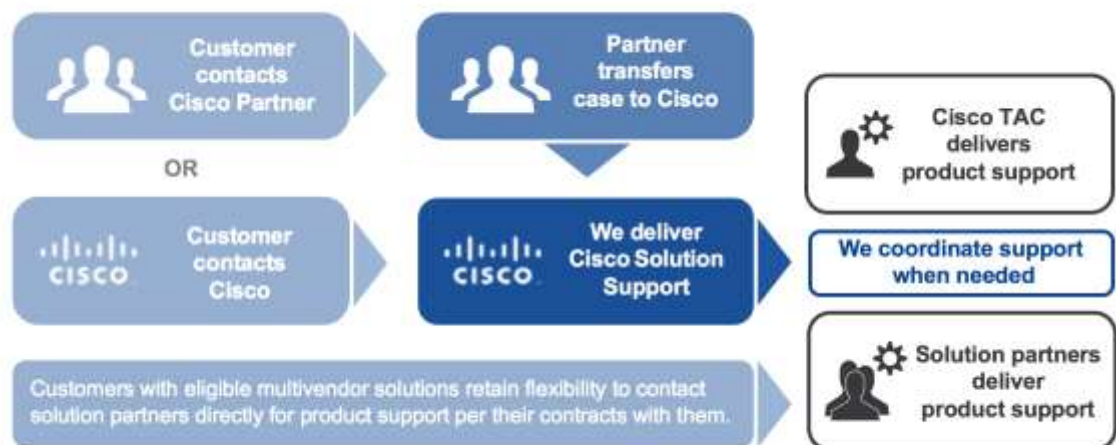 Customer
contacts
Cisco Partner
Partner
transfers
case to Cisco
OR
CISCO
Customer
contacts
Cisco
CISCO
We deliver
Cisco Solution
Support
Cisco TAC
delivers
product support
We coordinate support
when needed
Solution partners
deliver
product support
Customers with eligible multivendor solutions retain flexibility to contact
solution partners directly for product support per their contracts with them.